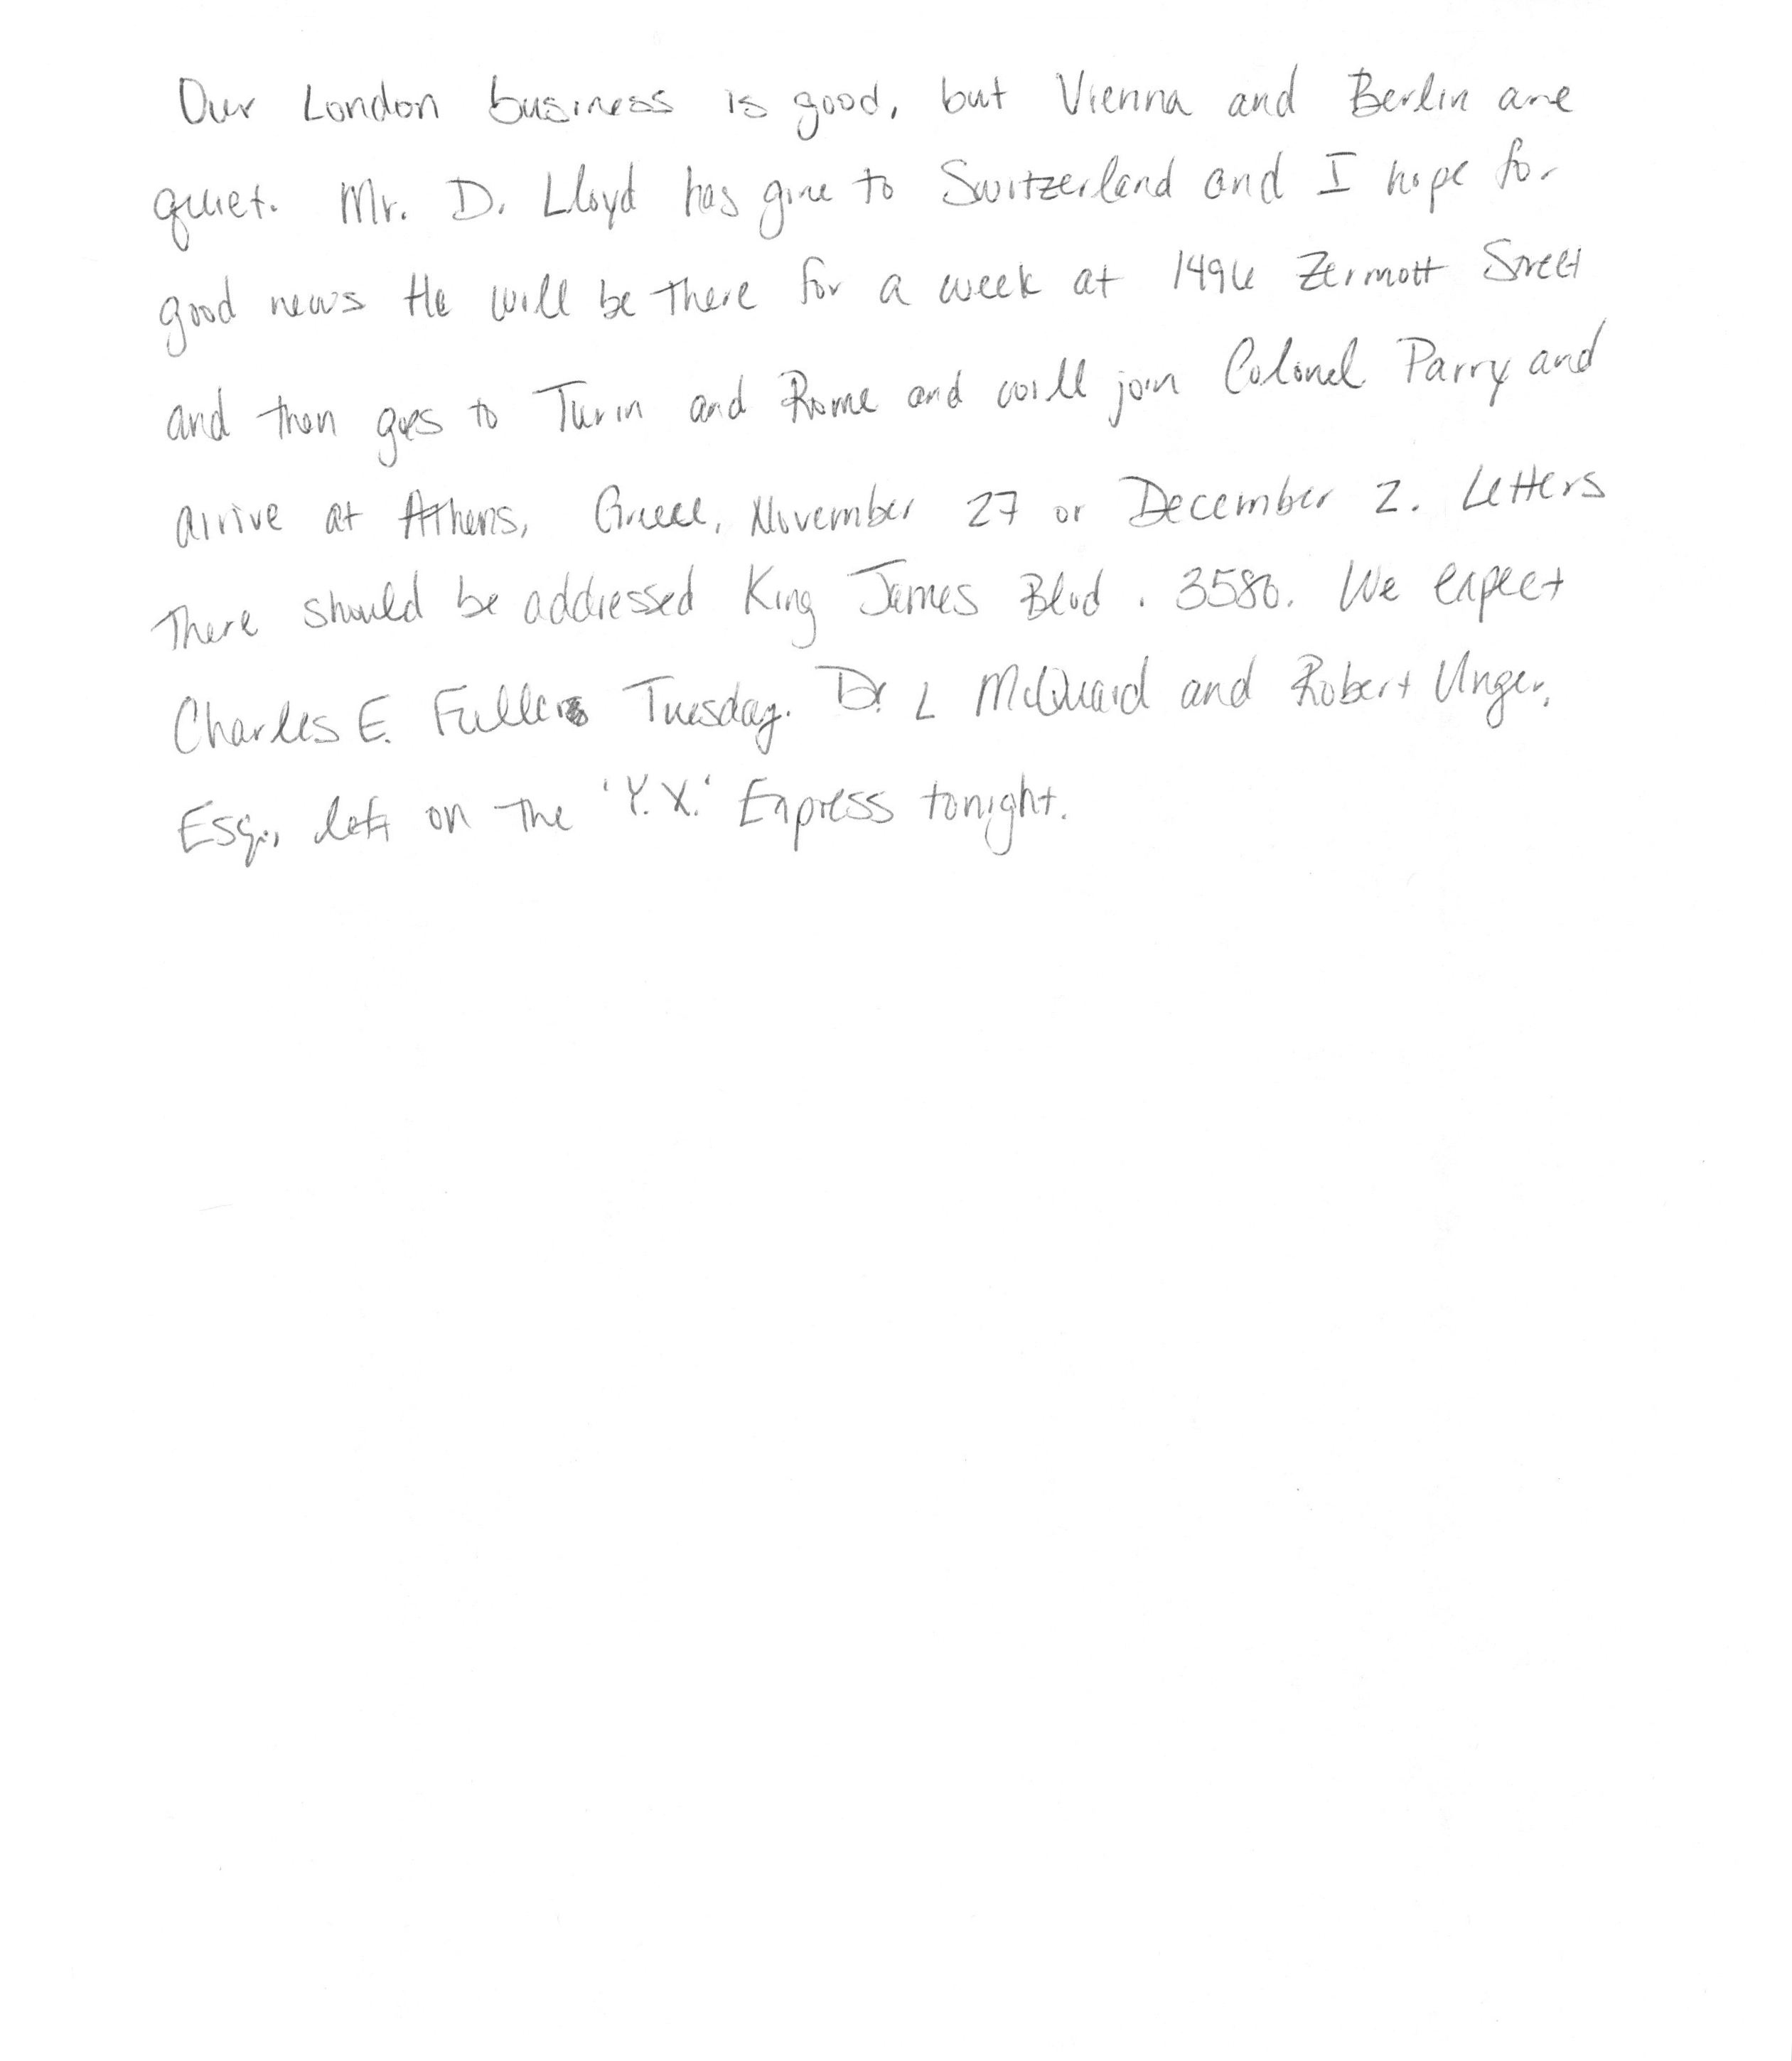 Our London business is good, but Vienna and Berlin are
quiet. Mr. D. Lloyd has gone to Switzerland and I hope for
good news He will be there for a week at 1496 Zermott Street
and then goes to Turin and Rome and will join Colonel Parry and
arrive at Athens, Greece, November 27 or December 2. Letters
There should be addressed King James Blvd. 3580. We expect
Charles E. Fuller Tuesday. Dr. L McQuaid and Robert Unger,
Esq., left on the 'Y.X.' Express tonight.